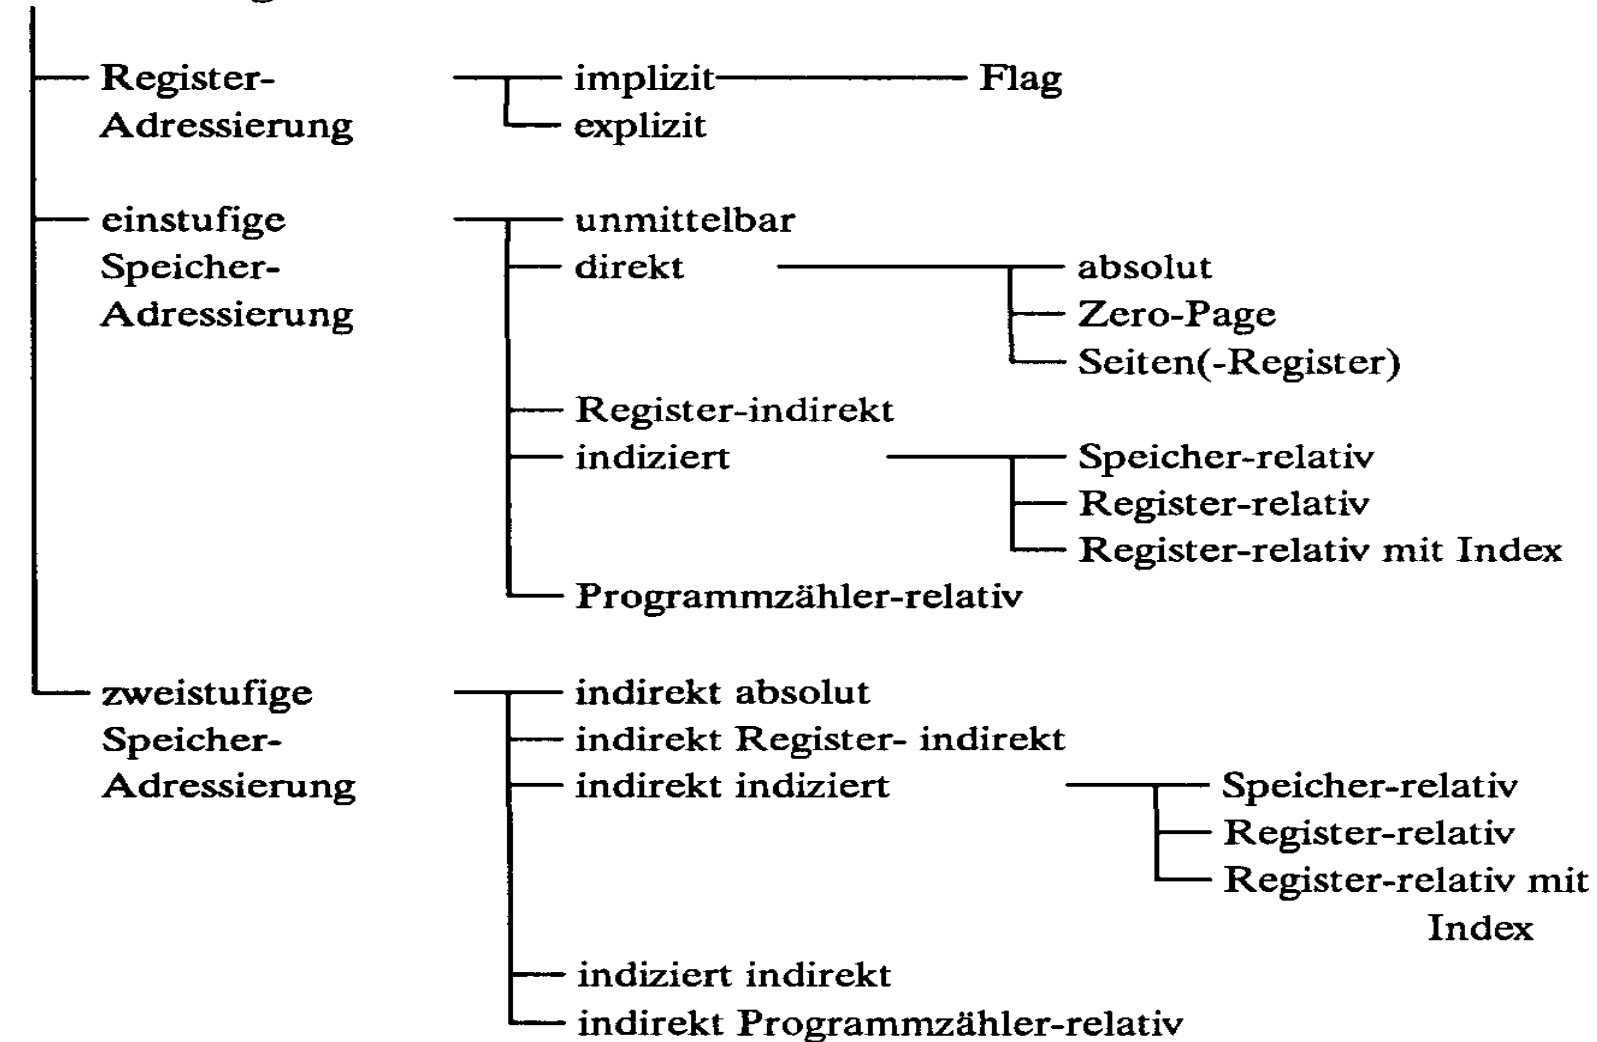 Register- implizit Flag
Adressierung explizit
einstufige unmittelbar
Speicher- direkt absolut
Adressierung Zero-Page
Seiten(-Register)
Register-indirekt
indiziert Speicher-relativ
Register-relativ
Register-relativ mit Index
Programmzähler-relativ
zweistufige indirekt absolut
Speicher- indirekt Register- indirekt
Adressierung indirekt indiziert Speicher-relativ
Register-relativ
Register-relativ mit
Index
indiziert indirekt
indirekt Programmzähler-relativ